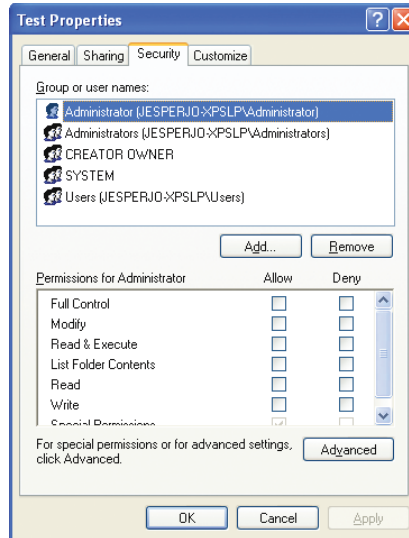 Test Properties
General Sharing Security Customize
Group or user names:
Administrator (JESPERJO-XPSLP\Administrator)
Administrators (JESPERJO-XPSLP\Administrators)
CREATOR OWNER
SYSTEM
Users (JESPERJO-XPSLP\Users)
Add... Remove
Permissions for Administrator Allow Deny
Full Control
Modify
Read & Execute
List Folder Contents
Read
Write
Special Permissions
For special permissions or for advanced settings, Advanced
click Advanced.
OK Cancel Apply